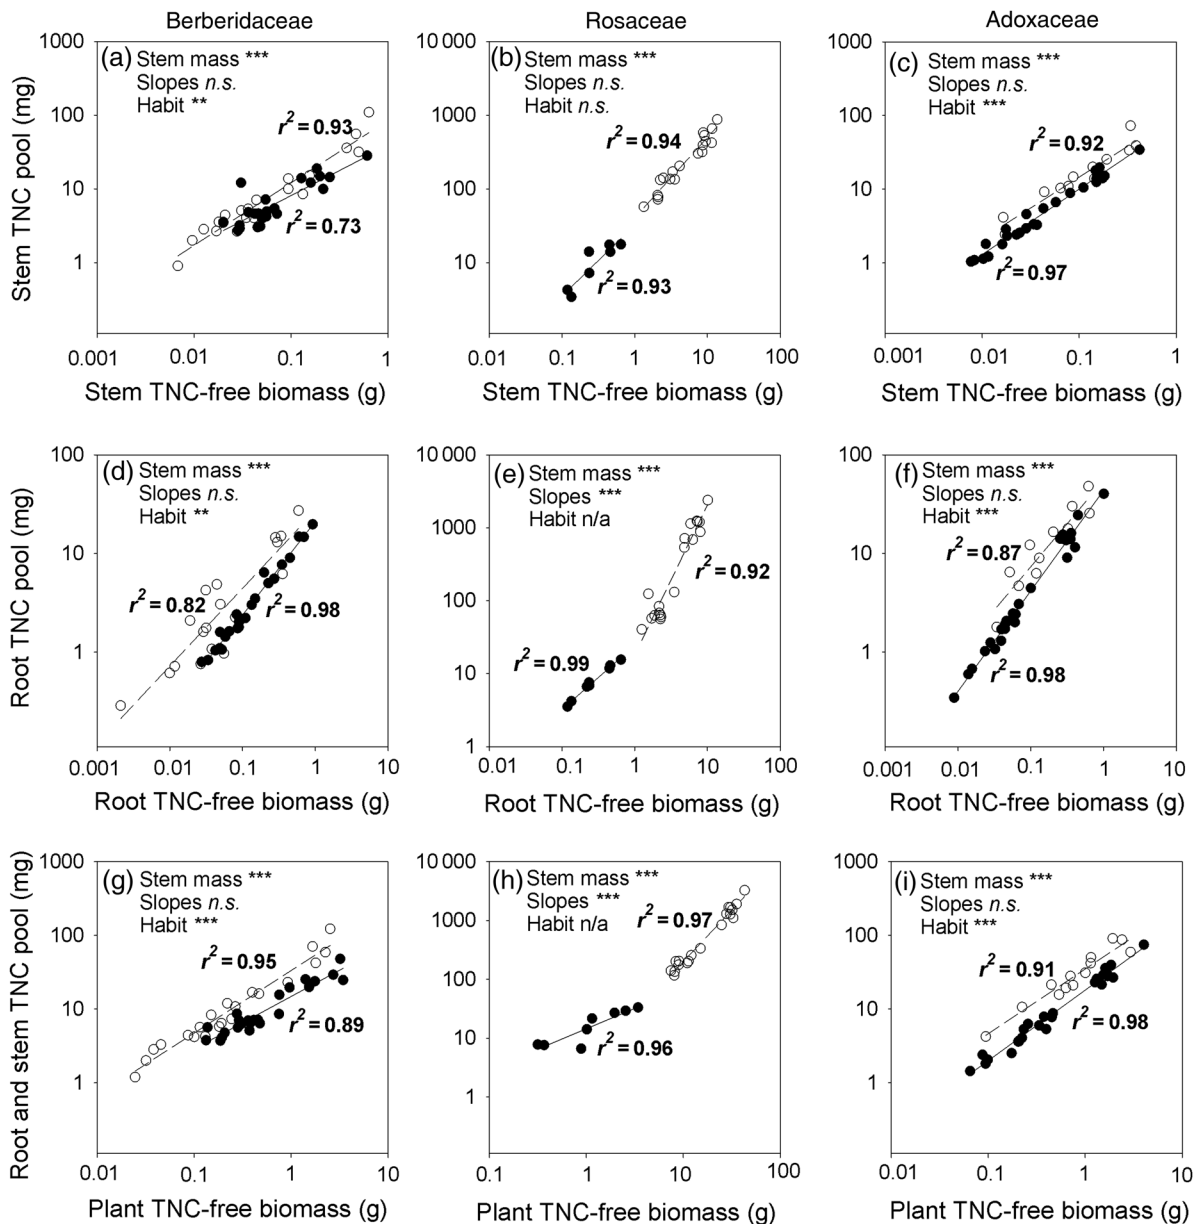 Berberidaceae
Rosaceae
Adoxaceae
Stem TNC pool (mg)
1000
100
10
1
(a)
Stem mass ***
Slopes n.s.
Habit **
r² = 0.93
r² = 0.73
0.001 0.01 0.1 1
Stem TNC-free biomass (g)
10 000
1000
100
10
1
(b)
Stem mass ***
Slopes n.s.
Habit n.s.
r² = 0.94
r² = 0.93
0.01 0.1 1 10 100
Stem TNC-free biomass (g)
1000
100
10
1
(c)
Stem mass ***
Slopes n.s.
Habit ***
r² = 0.92
r² = 0.97
0.001 0.01 0.1 1
Stem TNC-free biomass (g)
Root TNC pool (mg)
100
10
1
(d)
Stem mass ***
Slopes n.s.
Habit **
r² = 0.82
r² = 0.98
0.001 0.01 0.1 1 10
Root TNC-free biomass (g)
10 000
1000
100
10
1
(e)
Stem mass ***
Slopes ***
Habit n/a
r² = 0.92
r² = 0.99
0.01 0.1 1 10 100
Root TNC-free biomass (g)
100
10
1
(f)
Stem mass ***
Slopes n.s.
Habit ***
r² = 0.87
r² = 0.98
0.001 0.01 0.1 1 10
Root TNC-free biomass (g)
Root and stem TNC pool (mg)
1000
100
10
1
(g)
Stem mass ***
Slopes n.s.
Habit ***
r² = 0.95
r² = 0.89
0.01 0.1 1 10
Plant TNC-free biomass (g)
10 000
1000
100
10
1
(h)
Stem mass ***
Slopes ***
Habit n/a
r² = 0.97
r² = 0.96
0.1 1 10 100
Plant TNC-free biomass (g)
1000
100
10
1
(i)
Stem mass ***
Slopes n.s.
Habit ***
r² = 0.91
r² = 0.98
0.01 0.1 1 10
Plant TNC-free biomass (g)